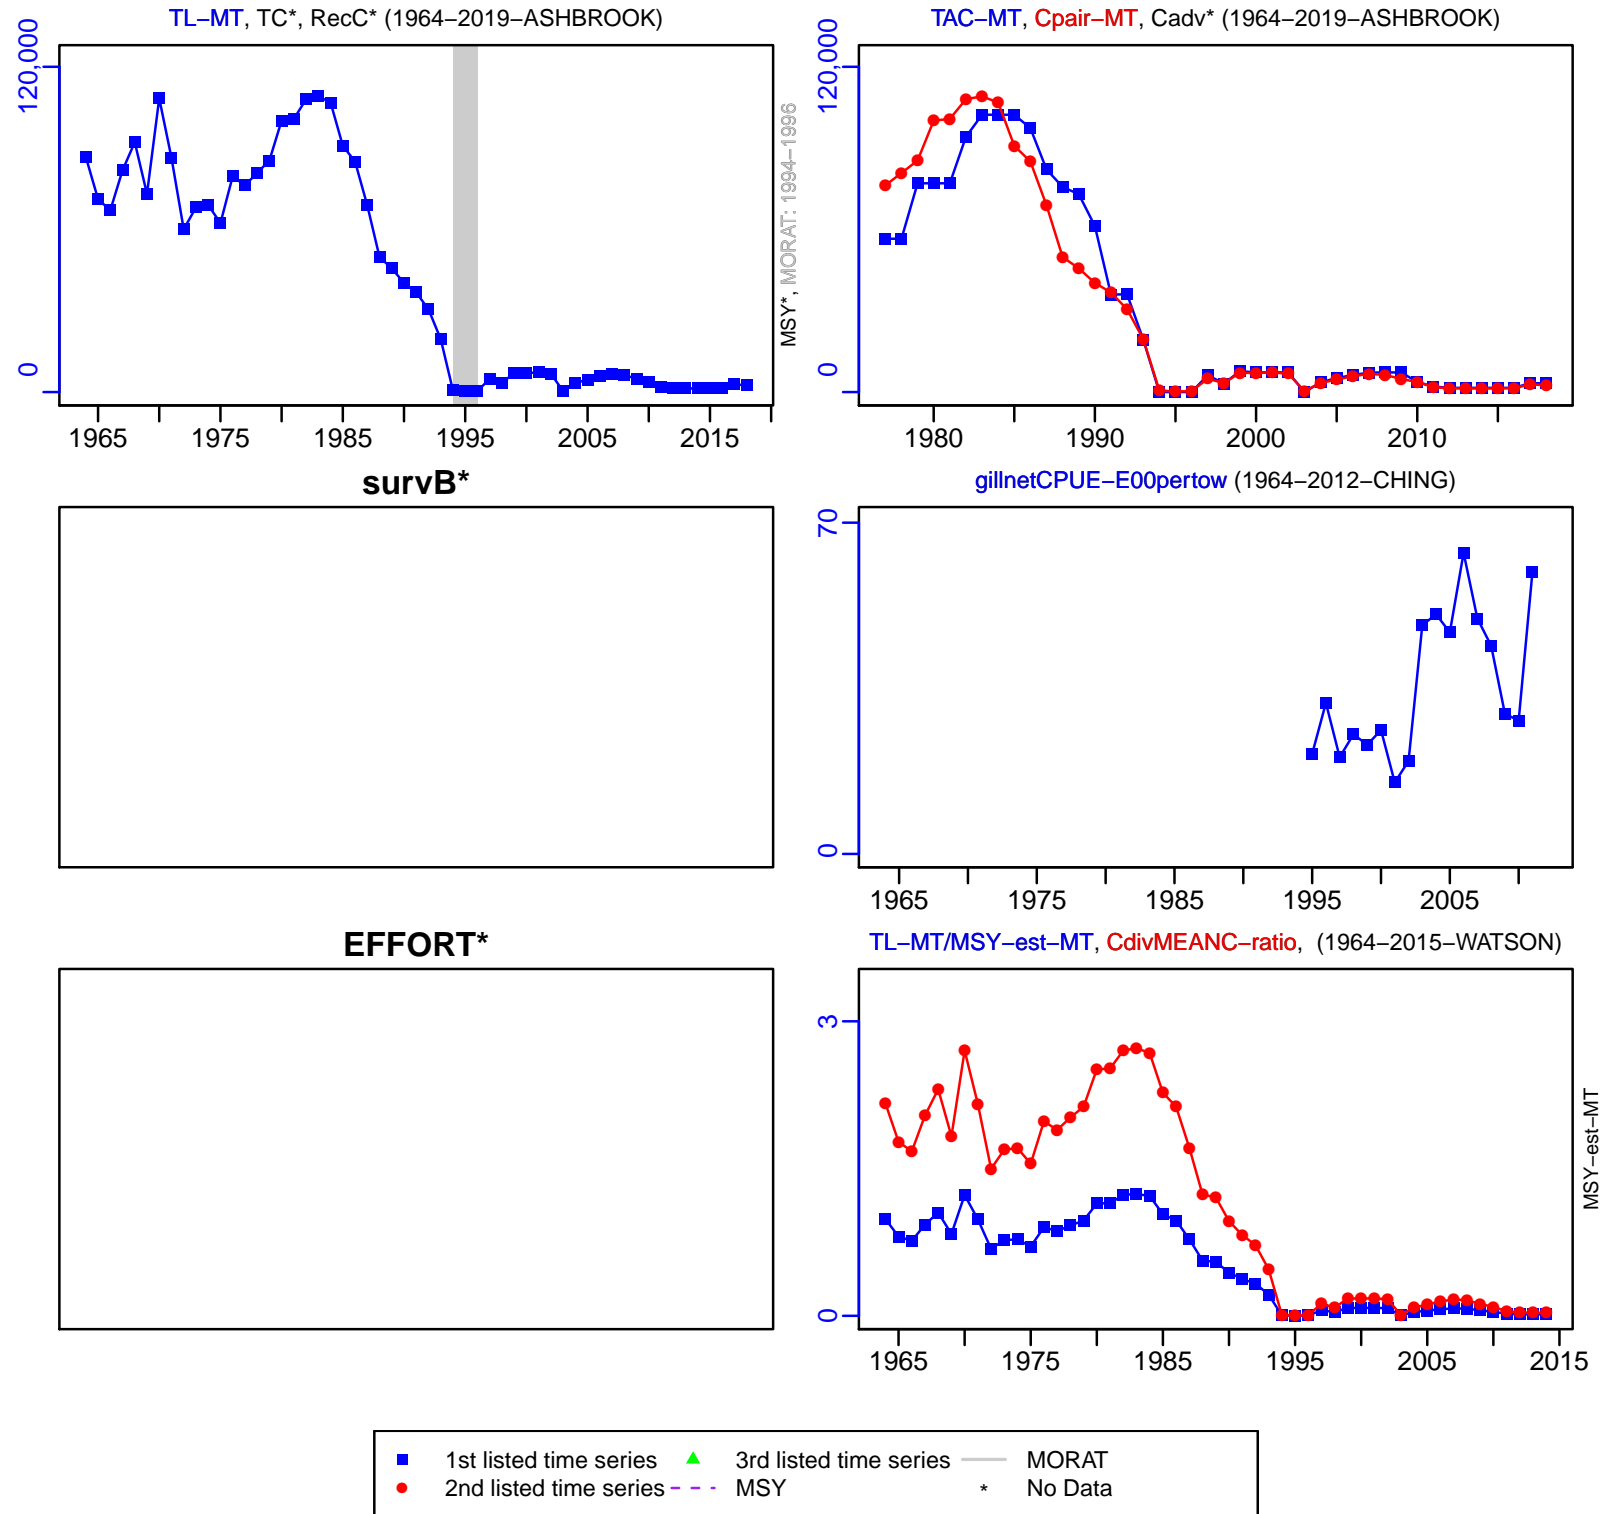 TL−MT, TC*, RecC* (1964−2019−ASHBROOK)
120,000
0
MSY*, MORAT: 1994−1996
1965 1975 1985 1995 2005 2015
TAC−MT, Cpair−MT, Cadv* (1964−2019−ASHBROOK)
120,000
0
1980 1990 2000 2010
survB*
gillnetCPUE−E00pertow (1964−2012−CHING)
70
0
1965 1975 1985 1995 2005
EFFORT*
TL−MT/MSY−est−MT, CdivMEANC−ratio, (1964−2015−WATSON)
3
0
MSY−est−MT
1965 1975 1985 1995 2005 2015
1st listed time series 3rd listed time series MORAT
2nd listed time series MSY * No Data